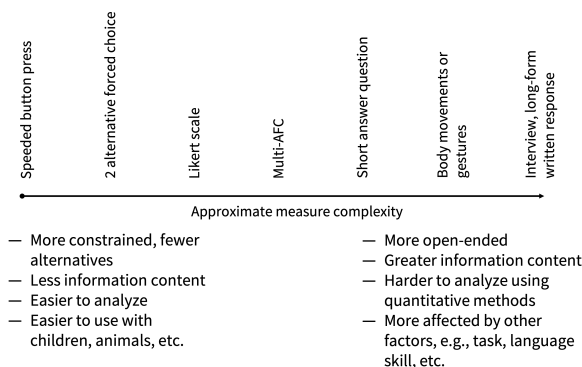 Speeded button press
2 alternative forced choice
Likert scale
Multi-AFC
Short answer question
Body movements or
gestures
Interview, long-form
written response
Approximate measure complexity
— More constrained, fewer
alternatives
— Less information content
— Easier to analyze
— Easier to use with
children, animals, etc.
— More open-ended
— Greater information content
— Harder to analyze using
quantitative methods
— More affected by other
factors, e.g., task, language
skill, etc.